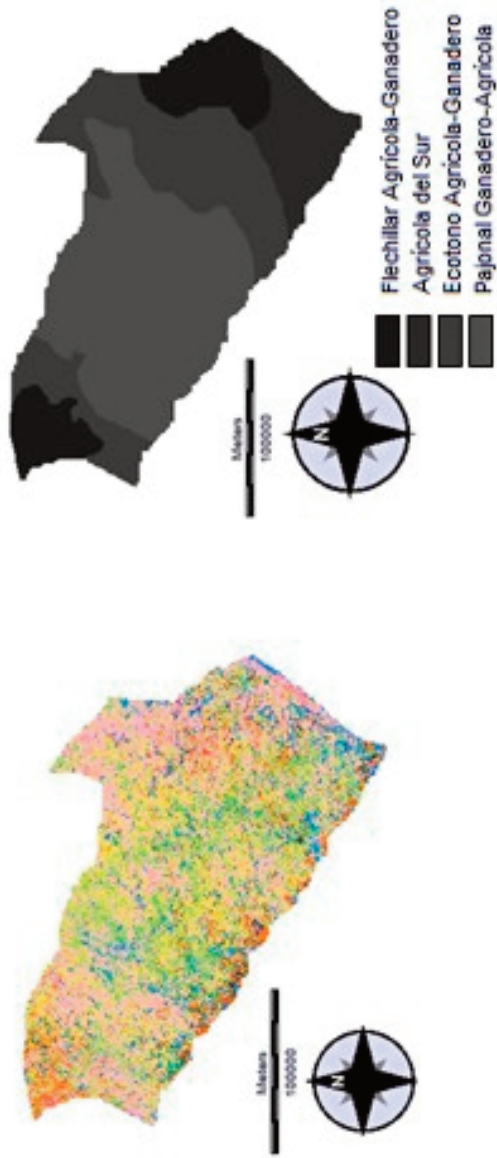 Meters
100000
N
Meters
100000
N
Flechillar Agrícola-Ganadero
Agrícola del Sur
Ecotono Agrícola-Ganadero
Pajonal Ganadero-Agrícola